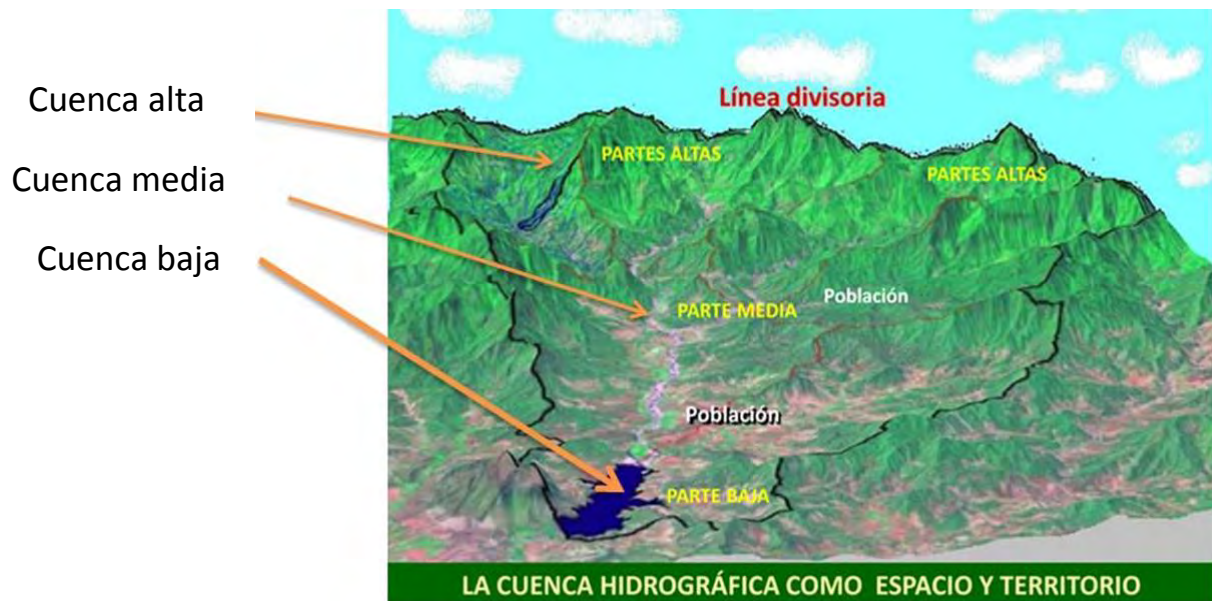 Cuenca alta
Cuenca media
Cuenca baja
Línea divisoria
PARTES ALTAS
PARTES ALTAS
Población
PARTE MEDIA
Población
PARTE BAJA
LA CUENCA HIDROGRÁFICA COMO ESPACIO Y TERRITORIO